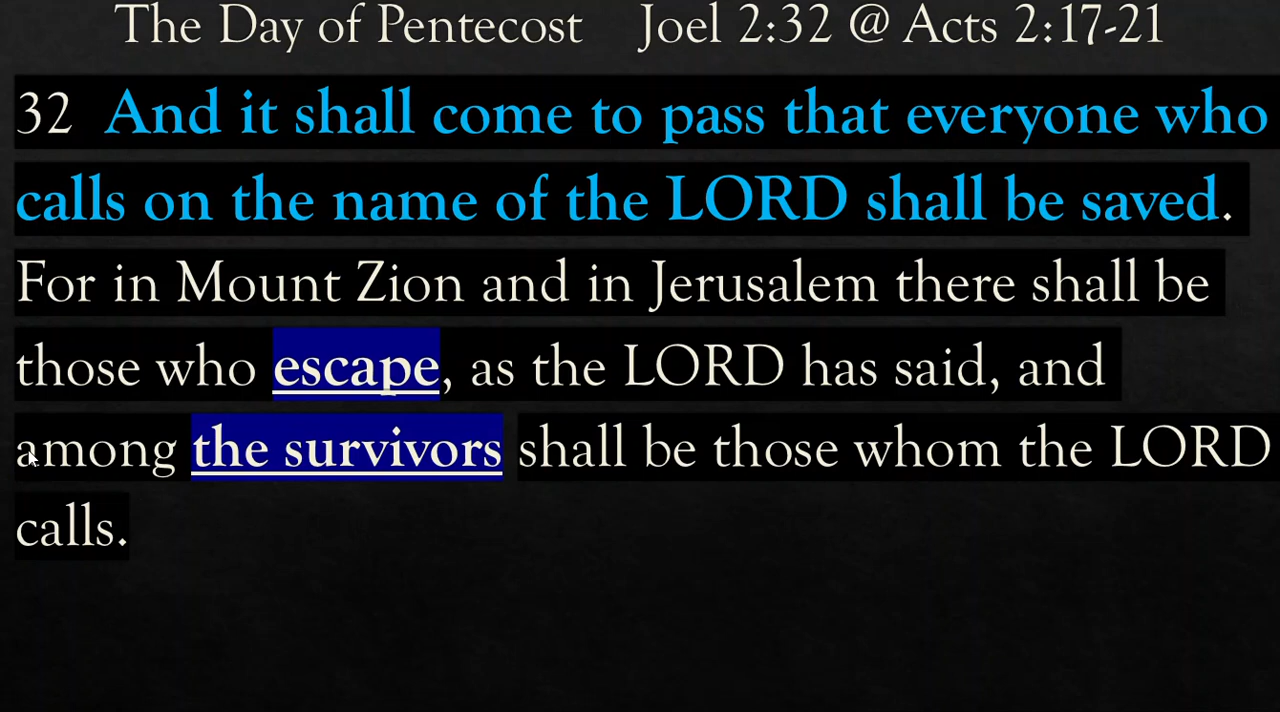 The Day of Pentecost Joel 2:32 @ Acts 2:17-21
32 And it shall come to pass that everyone who
calls on the name of the LORD shall be saved.
For in Mount Zion and in Jerusalem there shall be
those who escape, as the LORD has said, and
among the survivors shall be those whom the LORD
calls.